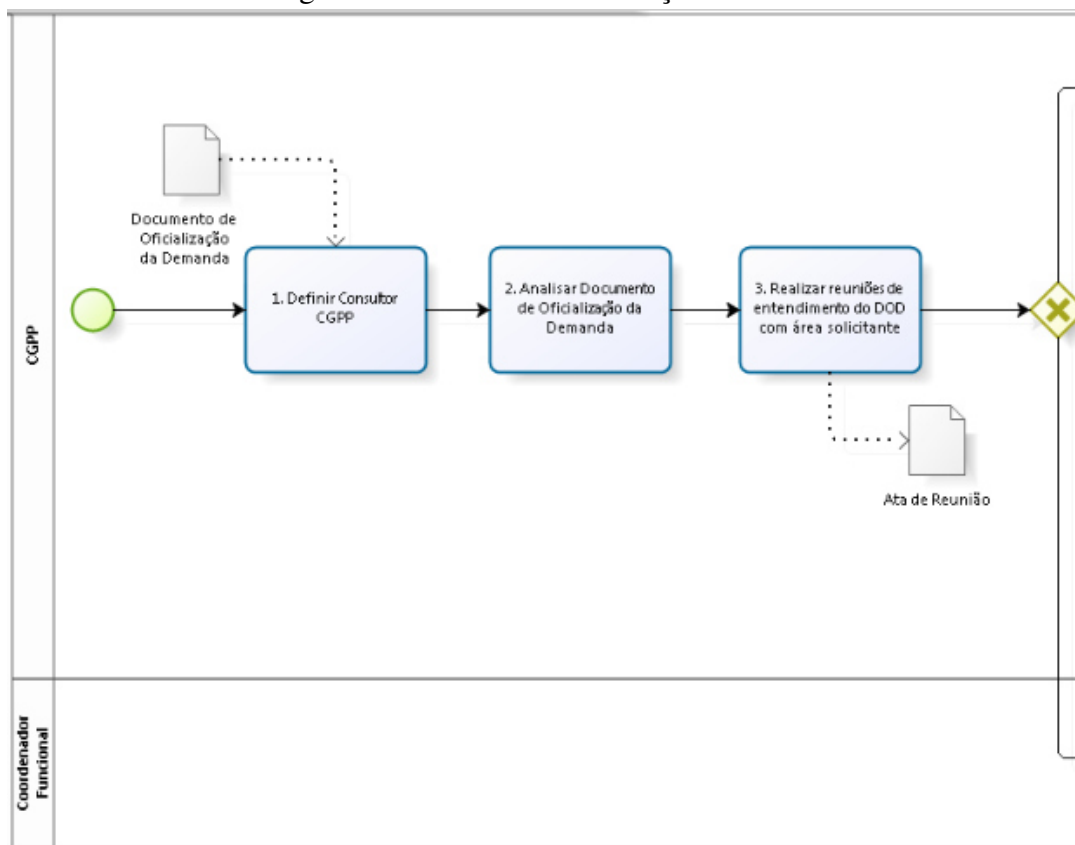 CGPP
Documento de
Oficialização
da Demanda
1. Definir Consultor
CGPP
2. Analisar Documento
de Oficialização da
Demanda
3. Realizar reuniões de
entendimento do DOD
com área solicitante
Ata de Reunião
Coordenador
Funcional